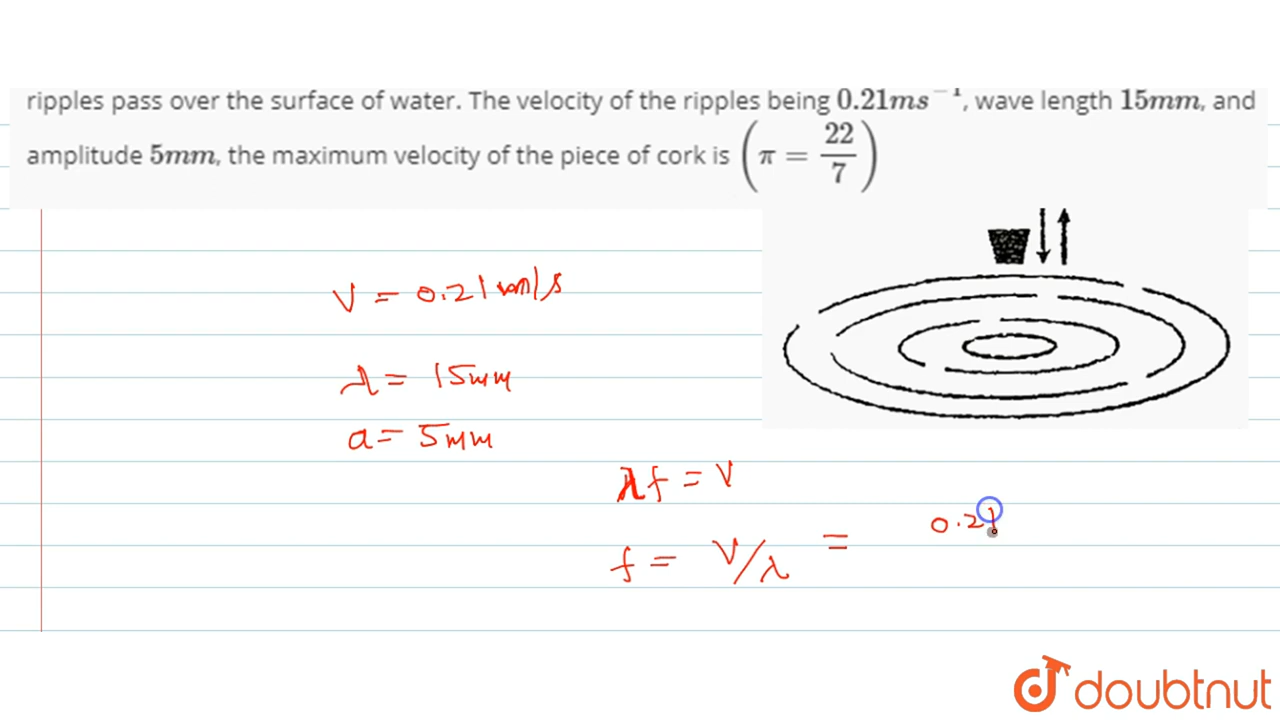 ripples pass over the surface of water. The velocity of the ripples being 0.21ms⁻¹, wave length 15mm, and
amplitude 5mm, the maximum velocity of the piece of cork is (π = 22/7)
V = 0.21 m/s
λ = 15mm
a = 5mm
λf = V
f = V/λ = 0.21
doubtnut